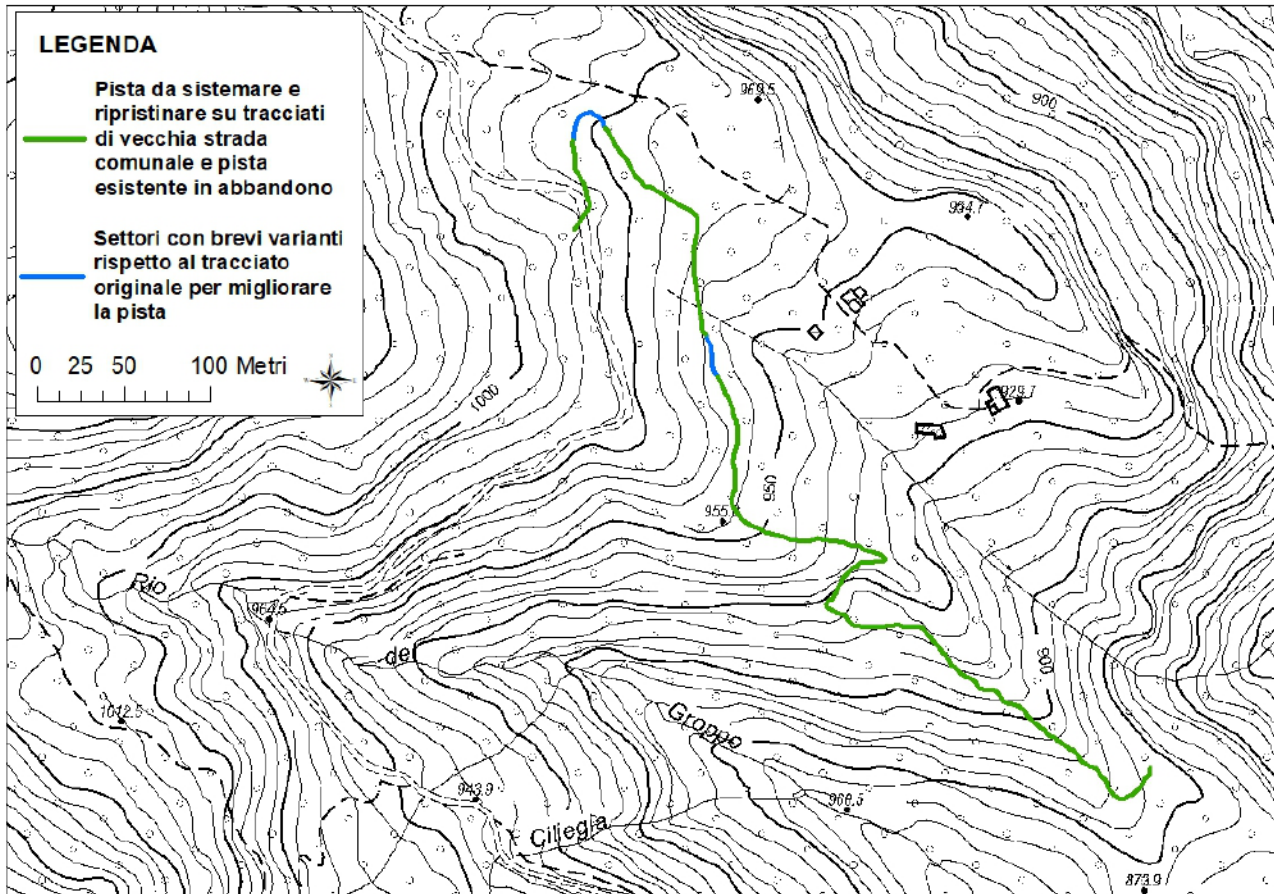 LEGENDA
Pista da sistemare e
ripristinare su tracciati
di vecchia strada
comunale e pista
esistente in abbandono
Settori con brevi varianti
rispetto al tracciato
originale per migliorare
la pista
0 25 50 100 Metri
969.5
900
934.7
929.7
1000
950
955.
Rio
964.5
del
900
1012.5
Groppo
943.9
968.5
Ciliegia
873.9